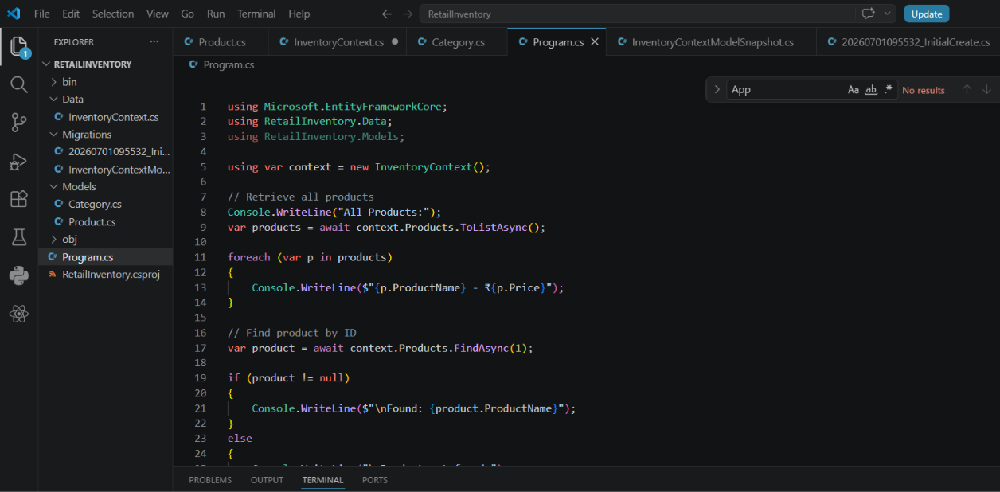 File Edit Selection View Go Run Terminal Help
RetailInventory
Update
EXPLORER
Product.cs
InventoryContext.cs
Category.cs
Program.cs
InventoryContextModelSnapshot.cs
20260701095532_InitialCreate.cs
1
RETAILINVENTORY
bin
Data
InventoryContext.cs
Migrations
20260701095532_Ini...
InventoryContextMo...
Models
Category.cs
Product.cs
obj
Program.cs
RetailInventory.csproj
Program.cs
App
Aa ab .*
No results
1 using Microsoft.EntityFrameworkCore;
2 using RetailInventory.Data;
3 using RetailInventory.Models;
4
5 using var context = new InventoryContext();
6
7 // Retrieve all products
8 Console.WriteLine("All Products:");
9 var products = await context.Products.ToListAsync();
10
11 foreach (var p in products)
12 {
13 Console.WriteLine($"{p.ProductName} - ₹{p.Price}");
14 }
15
16 // Find product by ID
17 var product = await context.Products.FindAsync(1);
18
19 if (product != null)
20 {
21 Console.WriteLine($"\nFound: {product.ProductName}");
22 }
23 else
24 {
PROBLEMS OUTPUT TERMINAL PORTS